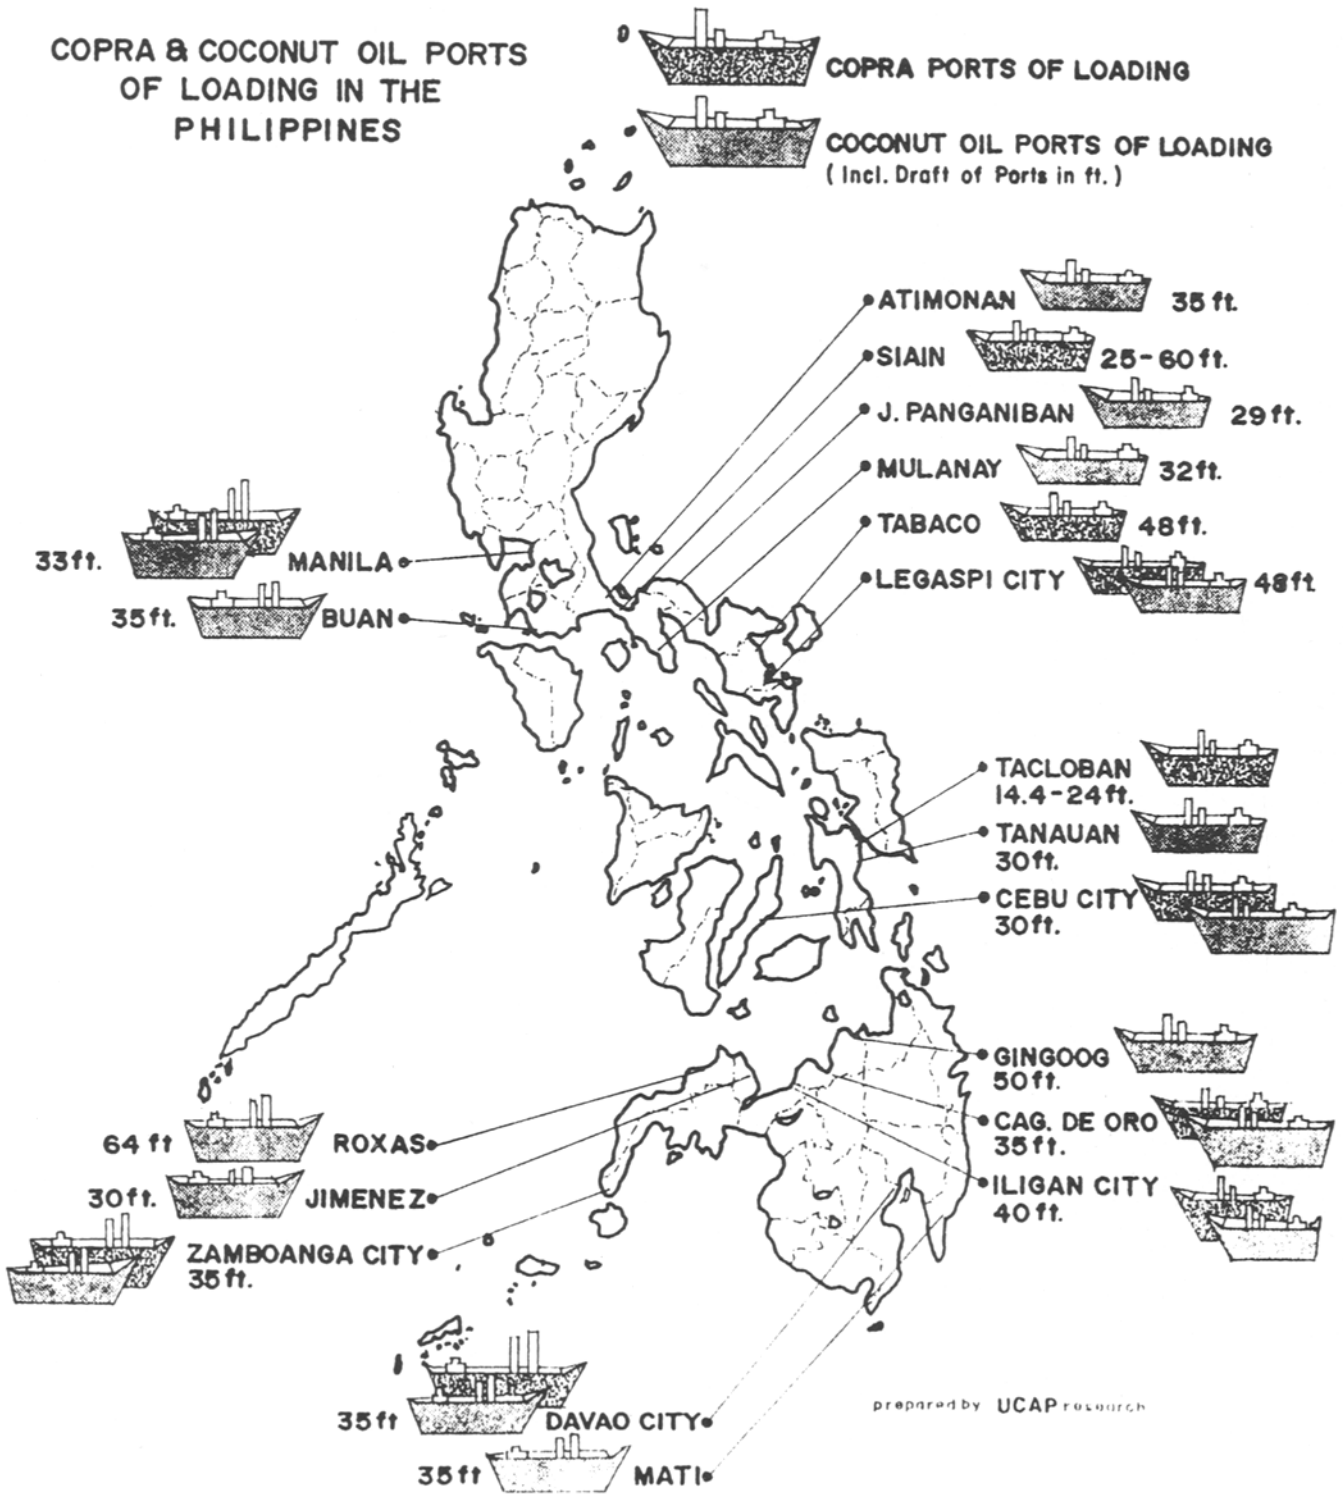 COPRA & COCONUT OIL PORTS
OF LOADING IN THE
PHILIPPINES
COPRA PORTS OF LOADING
COCONUT OIL PORTS OF LOADING
(Incl. Draft of Ports in ft.)
ATIMONAN 35 ft.
SIAIN 25-60 ft.
J. PANGANIBAN 29 ft.
MULANAY 32 ft.
TABACO 48 ft.
LEGASPI CITY 48 ft
33 ft. MANILA
35 ft. BUAN
TACLOBAN
14.4-24 ft.
TANAUAN
30 ft.
CEBU CITY
30 ft.
GINGOOG
50 ft.
CAG. DE ORO
35 ft.
ILIGAN CITY
40 ft.
64 ft ROXAS
30 ft. JIMENEZ
ZAMBOANGA CITY
35 ft.
35 ft DAVAO CITY
35 ft MATI
prepared by UCAP research